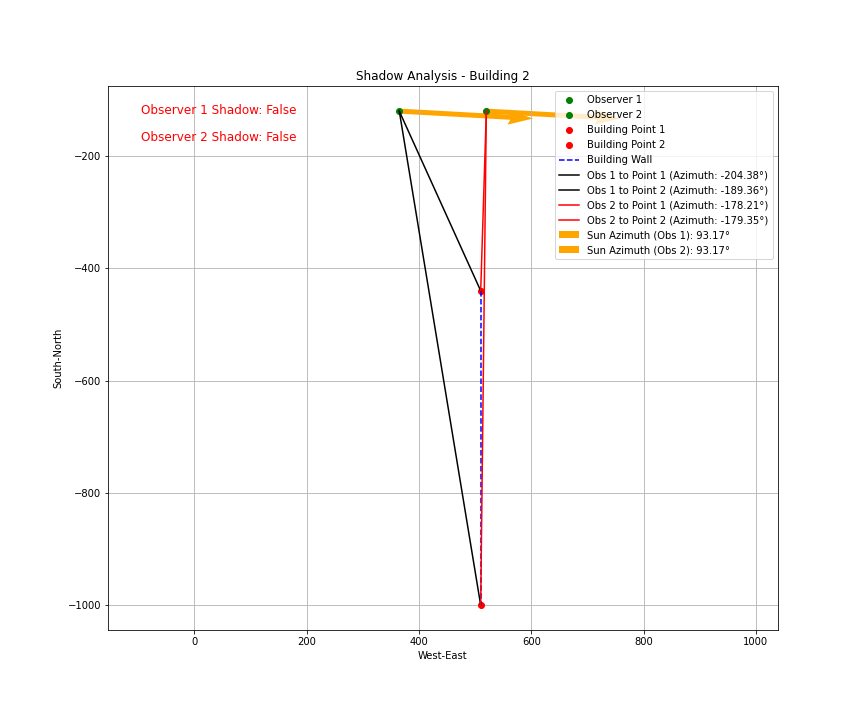 Shadow Analysis - Building 2
Observer 1 Shadow: False
Observer 2 Shadow: False
Observer 1
Observer 2
Building Point 1
Building Point 2
Building Wall
Obs 1 to Point 1 (Azimuth: -204.38°)
Obs 1 to Point 2 (Azimuth: -189.36°)
Obs 2 to Point 1 (Azimuth: -178.21°)
Obs 2 to Point 2 (Azimuth: -179.35°)
Sun Azimuth (Obs 1): 93.17°
Sun Azimuth (Obs 2): 93.17°
South-North
−200
−400
−600
−800
−1000
0 200 400 600 800 1000
West-East